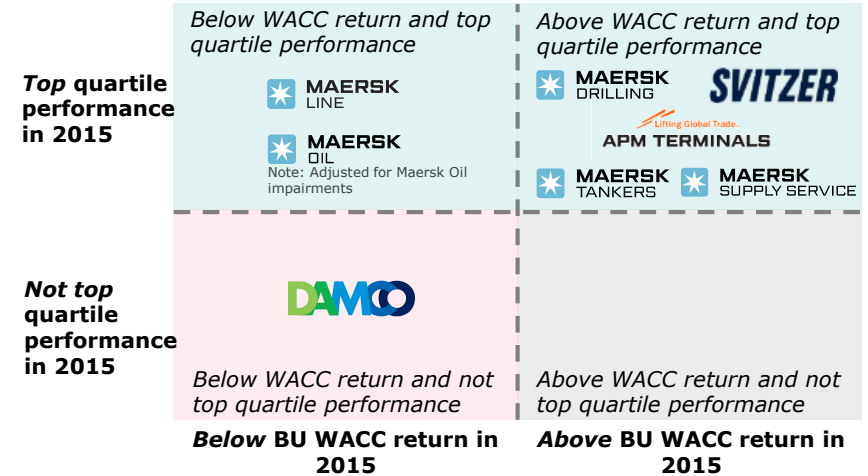 Top quartile
performance
in 2015
Below WACC return and top
quartile performance
MAERSK
LINE
MAERSK
OIL
Note: Adjusted for Maersk Oil
impairments
Above WACC return and top
quartile performance
MAERSK
DRILLING
SVITZER
Lifting Global Trade.
APM TERMINALS
MAERSK
TANKERS
MAERSK
SUPPLY SERVICE
Not top
quartile
performance
in 2015
DAMCO
Below WACC return and not
top quartile performance
Above WACC return and not
top quartile performance
Below BU WACC return in
2015
Above BU WACC return in
2015